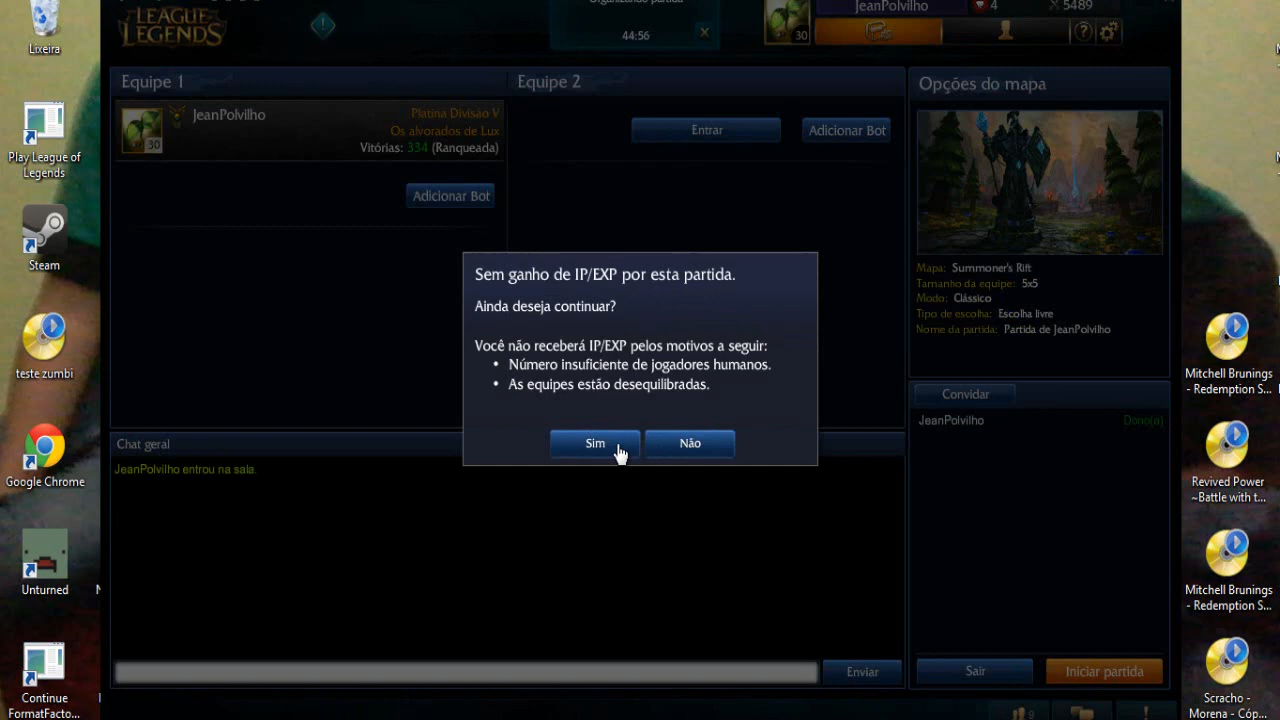 Organizando partida
44:56
LEAGUE OF
LEGENDS
30
JeanPolvilho
4
5489
Lixeira
Play League of
Legends
Steam
teste zumbi
Google Chrome
Unturned
Continue
FormatFacto...
Equipe 1
Equipe 2
JeanPolvilho
30
Platina Divisão V
Os alvorados de Lux
Vitórias: 334 (Ranqueada)
Adicionar Bot
Entrar
Adicionar Bot
Opções do mapa
Mapa: Summoner's Rift
Tamanho da equipe: 5x5
Modo: Clássico
Tipo de escolha: Escolha livre
Nome da partida: Partida de JeanPolvilho
Sem ganho de IP/EXP por esta partida.
Ainda deseja continuar?
Você não receberá IP/EXP pelos motivos a seguir:
• Número insuficiente de jogadores humanos.
• As equipes estão desequilibradas.
Sim
Não
Convidar
JeanPolvilho
Dono(a)
Chat geral
JeanPolvilho entrou na sala.
Enviar
Sair
Iniciar partida
Mitchell Brunings
- Redemption S...
Revived Power
~Battle with t...
Mitchell Brunings
- Redemption S...
Scracho -
Morena - Cóp...